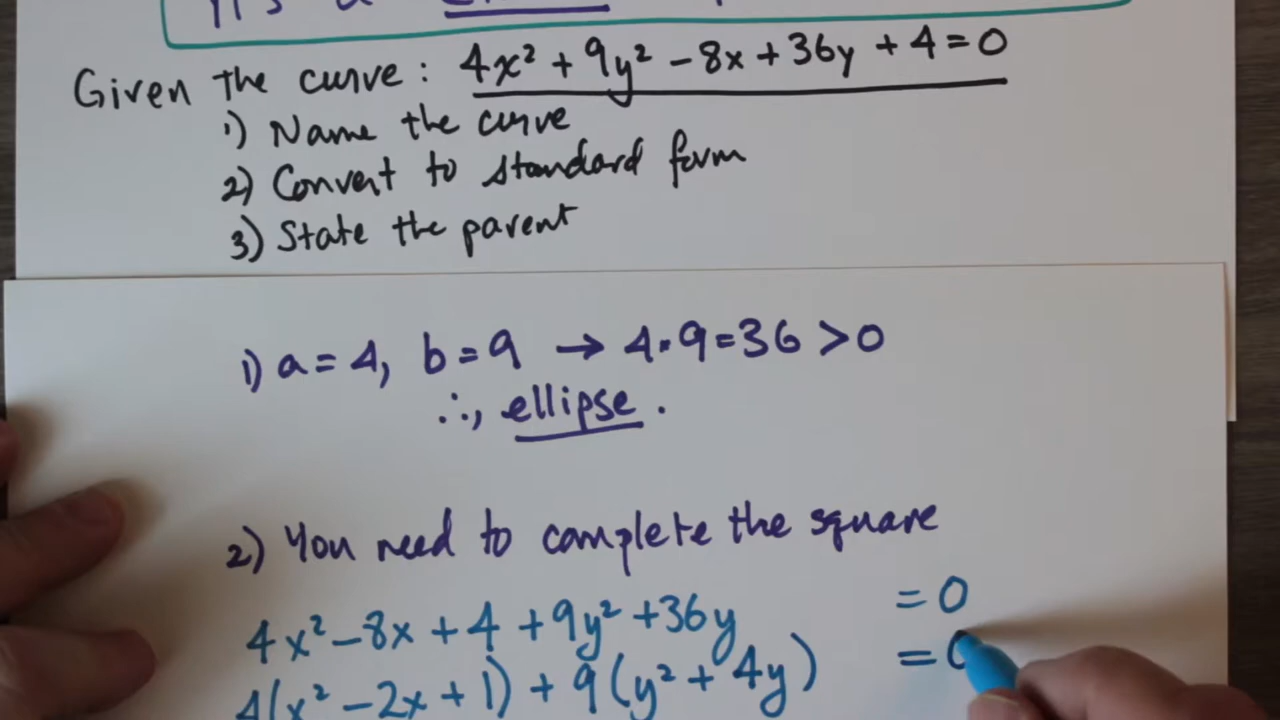 Given the curve: 4x² + 9y² - 8x + 36y + 4 = 0
1) Name the curve
2) Convert to standard form
3) State the parent
1) a = 4, b = 9 → 4·9 = 36 > 0
∴, ellipse.
2) You need to complete the square
4x² - 8x + 4 + 9y² + 36y = 0
4(x² - 2x + 1) + 9(y² + 4y) =